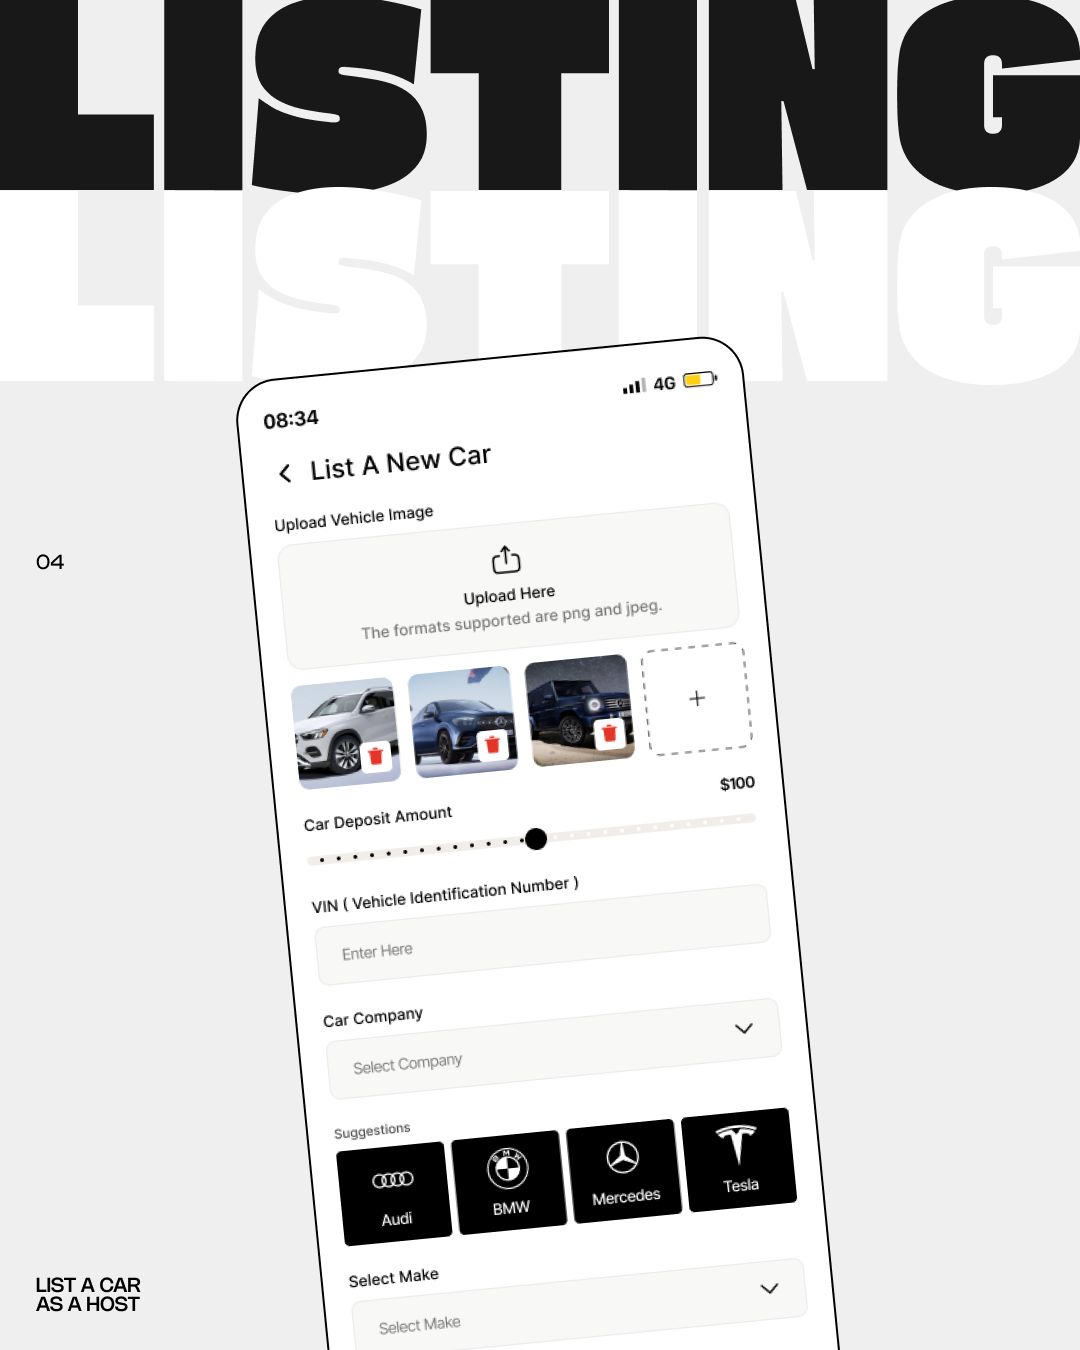 LISTING
LISTING
08:34
4G
List A New Car
Upload Vehicle Image
Upload Here
The formats supported are png and jpeg.
Car Deposit Amount
$100
VIN ( Vehicle Identification Number )
Enter Here
Car Company
Select Company
Suggestions
Audi
BMW
BMW
Mercedes
Tesla
Select Make
Select Make
04
LIST A CAR
AS A HOST